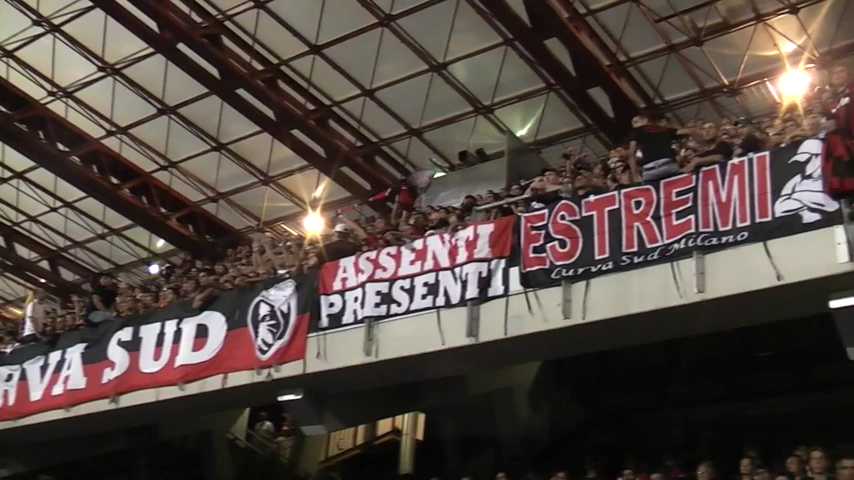 RVA SUD
ASSENTI
PRESENTI
ESTREMI
Curva Sud Milano